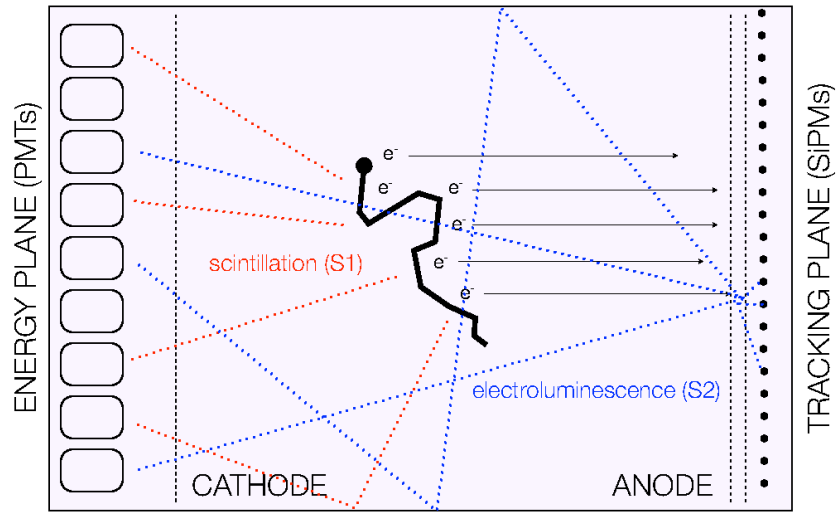 ENERGY PLANE (PMTs)
TRACKING PLANE (SiPMs)
e-
e-
e-
e-
e-
e-
scintillation (S1)
electroluminescence (S2)
CATHODE
ANODE